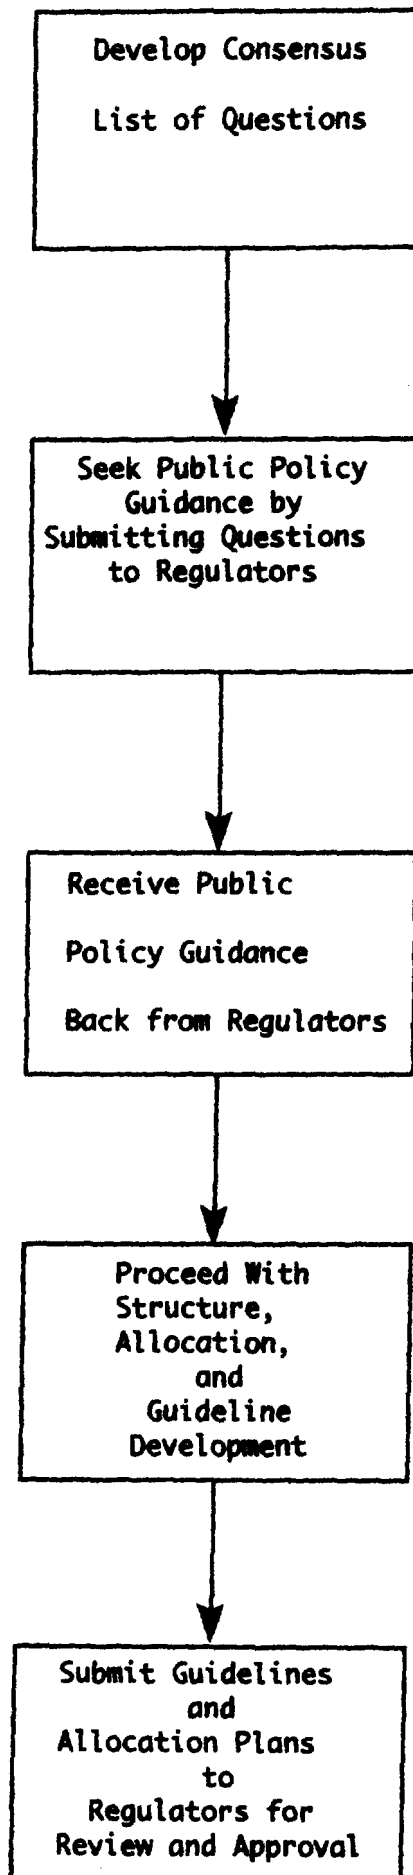 Develop Consensus
List of Questions
Seek Public Policy
Guidance by
Submitting Questions
to Regulators
Receive Public
Policy Guidance
Back from Regulators
Proceed With
Structure,
Allocation,
and
Guideline
Development
Submit Guidelines
and
Allocation Plans
to
Regulators for
Review and Approval